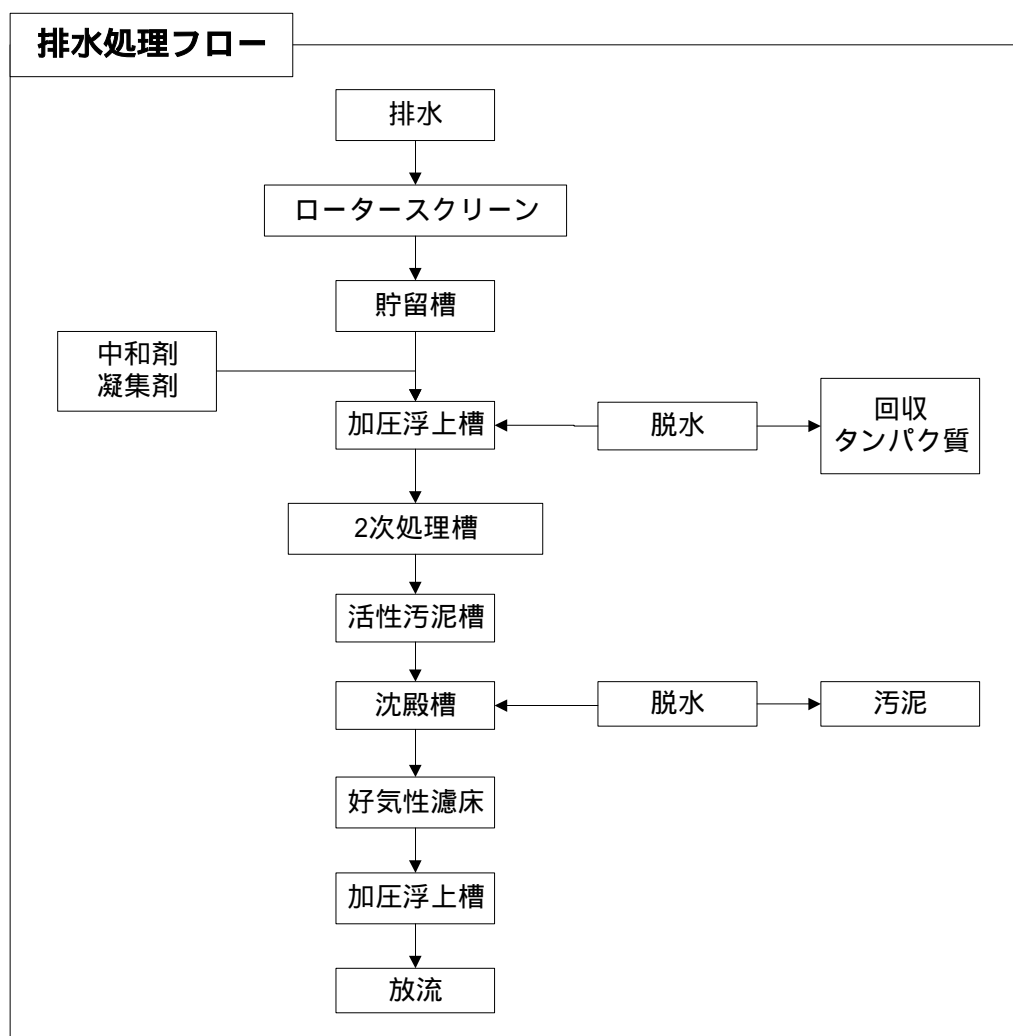 排水処理フロー
排水
ロータースクリーン
貯留槽
中和剤
凝集剤
加圧浮上槽
脱水
回収
タンパク質
2次処理槽
活性汚泥槽
沈殿槽
脱水
汚泥
好気性濾床
加圧浮上槽
放流